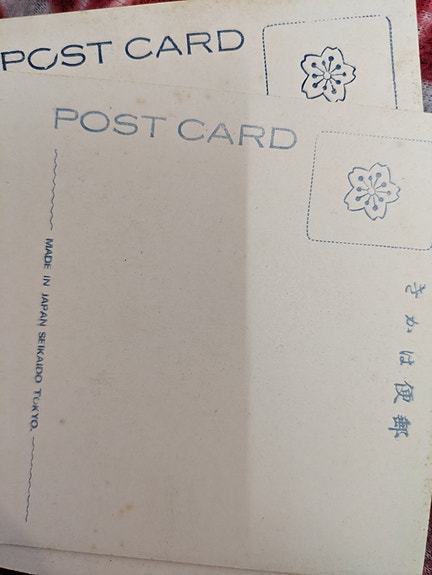 POST CARD
POST CARD
MADE IN JAPAN SEIKAIDO TOKYO.
郵便はかき